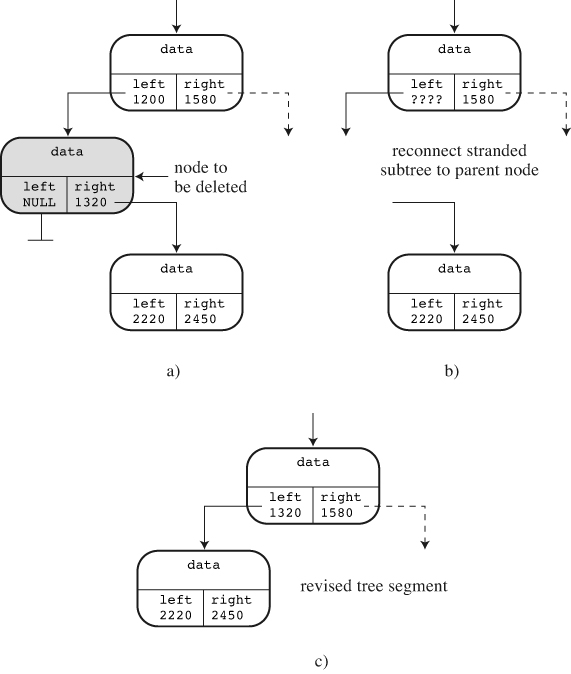 data
left right
1200 1580
data
left right
NULL 1320
node to
be deleted
data
left right
2220 2450
a)
data
left right
???? 1580
reconnect stranded
subtree to parent node
data
left right
2220 2450
b)
data
left right
1320 1580
data
left right
2220 2450
revised tree segment
c)